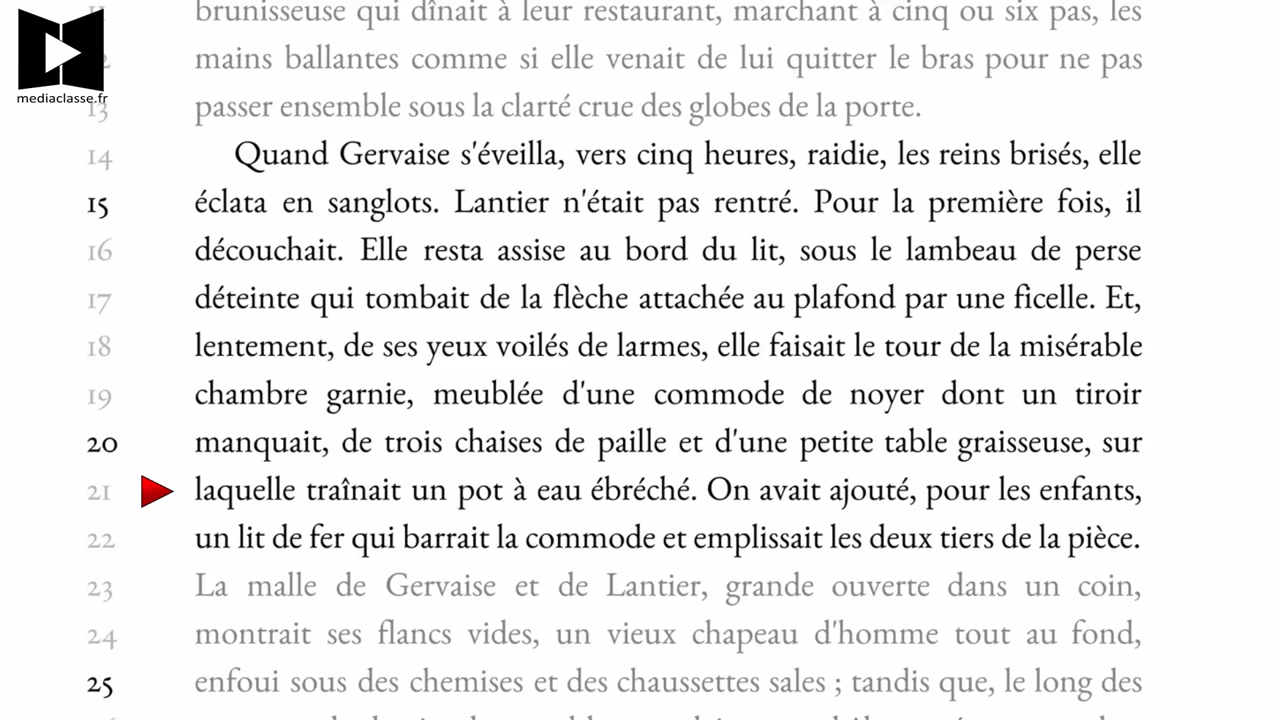 11 brunisseuse qui dînait à leur restaurant, marchant à cinq ou six pas, les
mediaclasse.fr
mains ballantes comme si elle venait de lui quitter le bras pour ne pas
13 passer ensemble sous la clarté crue des globes de la porte.
14 Quand Gervaise s'éveilla, vers cinq heures, raidie, les reins brisés, elle
15 éclata en sanglots. Lantier n'était pas rentré. Pour la première fois, il
16 découchait. Elle resta assise au bord du lit, sous le lambeau de perse
17 déteinte qui tombait de la flèche attachée au plafond par une ficelle. Et,
18 lentement, de ses yeux voilés de larmes, elle faisait le tour de la misérable
19 chambre garnie, meublée d'une commode de noyer dont un tiroir
20 manquait, de trois chaises de paille et d'une petite table graisseuse, sur
21 laquelle traînait un pot à eau ébréché. On avait ajouté, pour les enfants,
22 un lit de fer qui barrait la commode et emplissait les deux tiers de la pièce.
23 La malle de Gervaise et de Lantier, grande ouverte dans un coin,
24 montrait ses flancs vides, un vieux chapeau d'homme tout au fond,
25 enfoui sous des chemises et des chaussettes sales ; tandis que, le long des